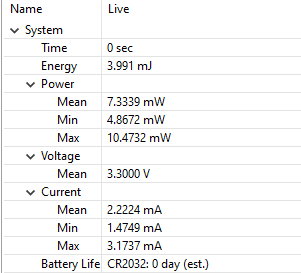 Name Live
System
Time 0 sec
Energy 3.991 mJ
Power
Mean 7.3339 mW
Min 4.8672 mW
Max 10.4732 mW
Voltage
Mean 3.3000 V
Current
Mean 2.2224 mA
Min 1.4749 mA
Max 3.1737 mA
Battery Life CR2032: 0 day (est.)